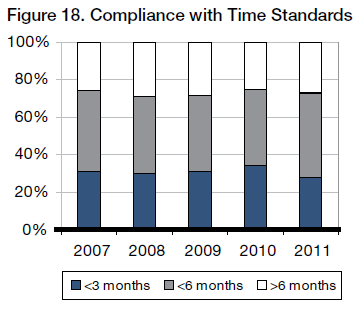 Figure 18. Compliance with Time Standards
100%
80%
60%
40%
20%
0%
2007 2008 2009 2010 2011
<3 months <6 months >6 months